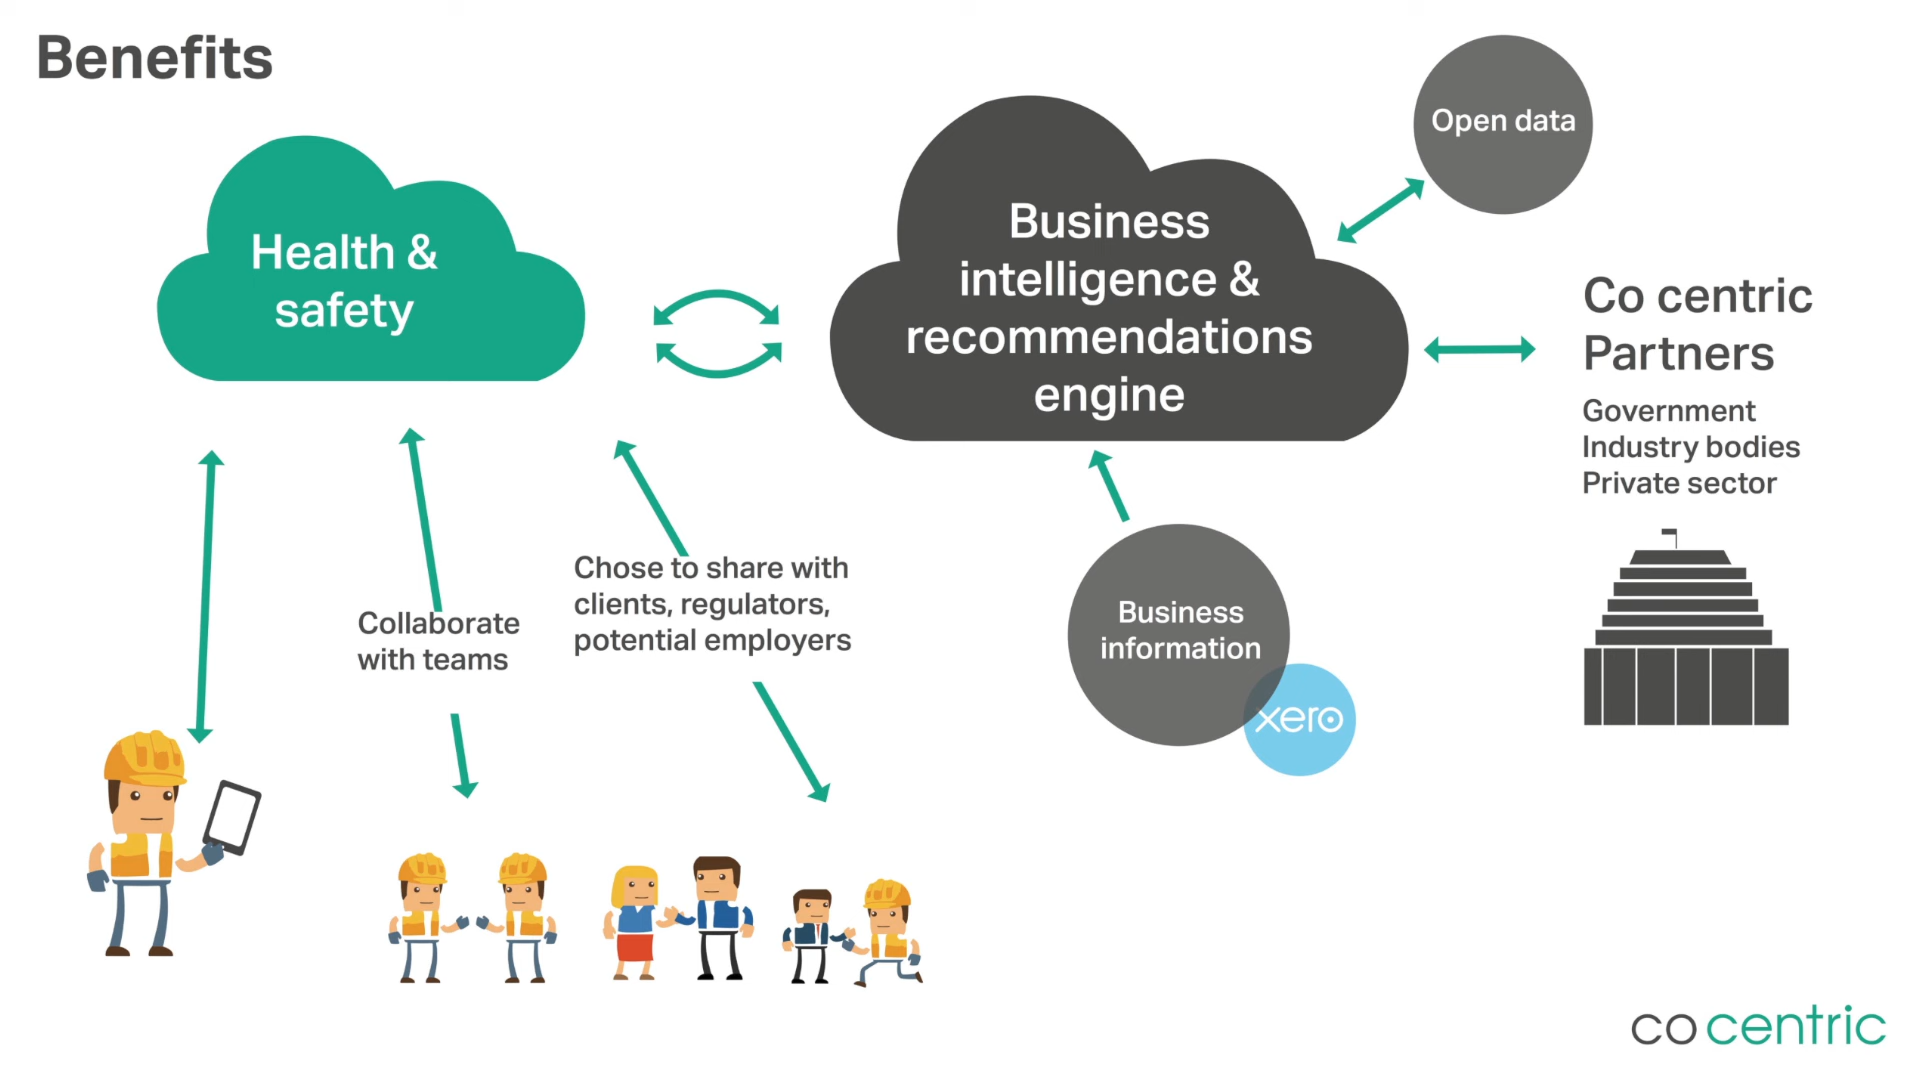 Benefits
Health &
safety
Business
intelligence &
recommendations
engine
Open data
Co centric
Partners
Government
Industry bodies
Private sector
Collaborate
with teams
Chose to share with
clients, regulators,
potential employers
Business
information
xero
co centric